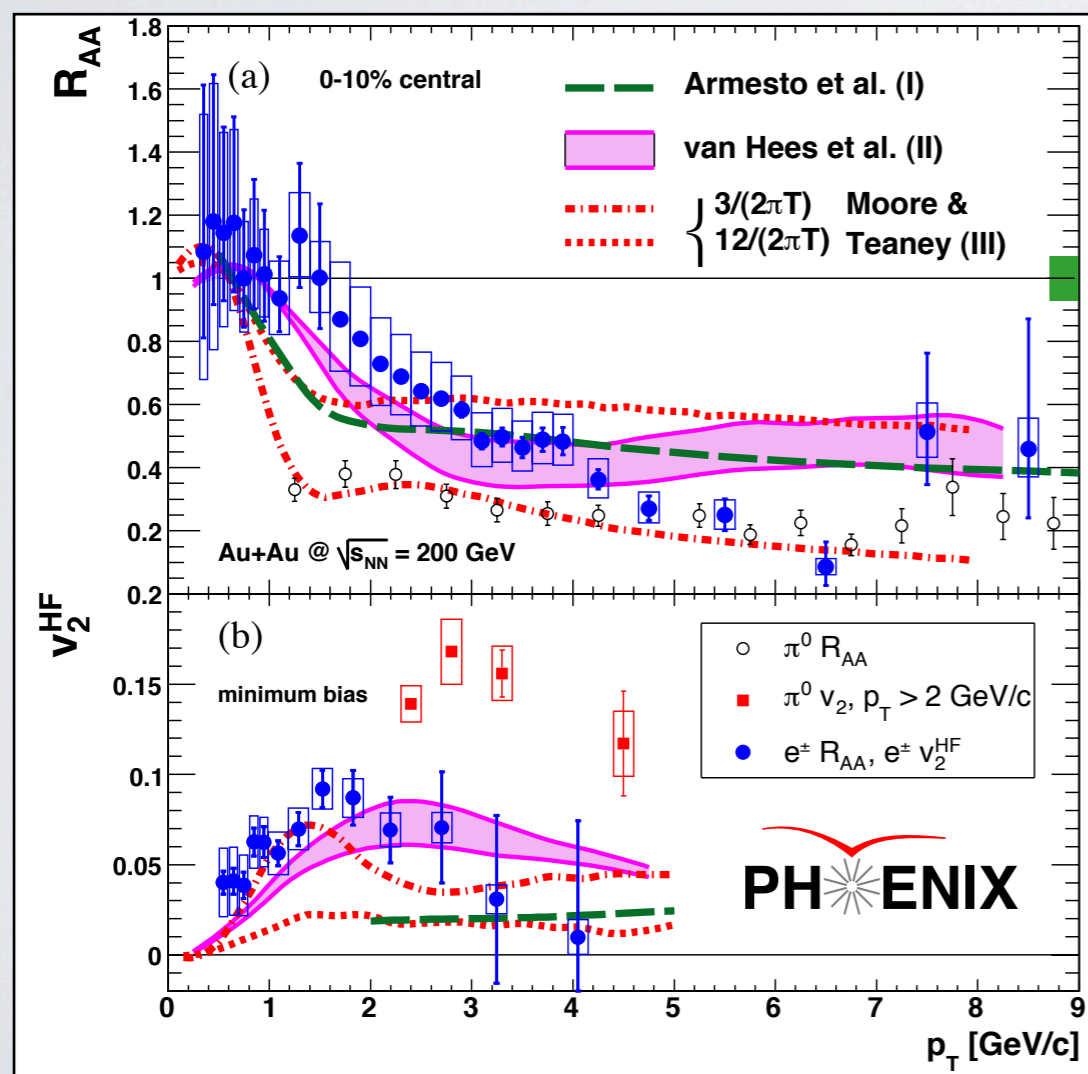 R_AA
1.8
1.6
1.4
1.2
1
0.8
0.6
0.4
0.2
(a)
0-10% central
Armesto et al. (I)
van Hees et al. (II)
3/(2πT) Moore &
12/(2πT) Teaney (III)
Au+Au @ √s_NN = 200 GeV
v_2^HF
0.2
0.15
0.1
0.05
0
(b)
minimum bias
π⁰ R_AA
π⁰ v_2, p_T > 2 GeV/c
e± R_AA, e± v_2^HF
PHENIX
0 1 2 3 4 5 6 7 8 9
p_T [GeV/c]